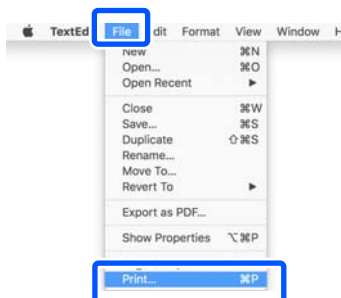 TextEd File dit Format View Window H
New ⌘N
Open... ⌘O
Open Recent ▶
Close ⌘W
Save... ⌘S
Duplicate ⇧⌘S
Rename...
Move To...
Revert To ▶
Export as PDF...
Show Properties ⌥⌘P
Print... ⌘P